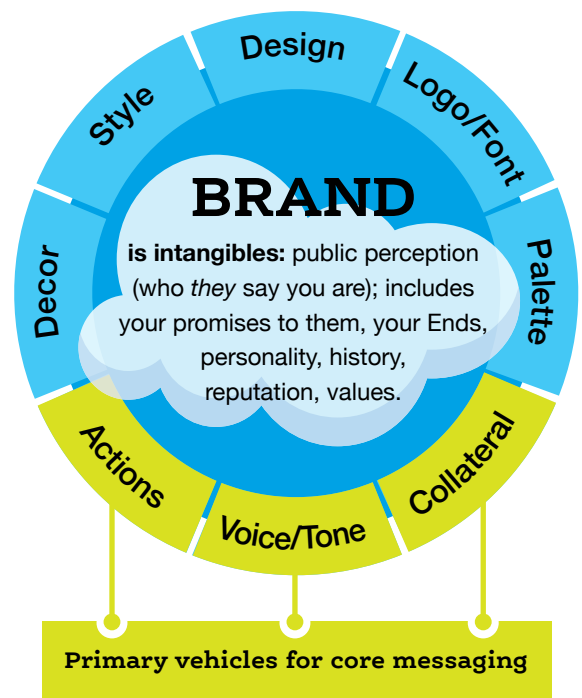 Design
Style
Logo/Font
Decor
Palette
BRAND
is intangibles: public perception
(who they say you are); includes
your promises to them, your Ends,
personality, history,
reputation, values.
Actions
Voice/Tone
Collateral
Primary vehicles for core messaging